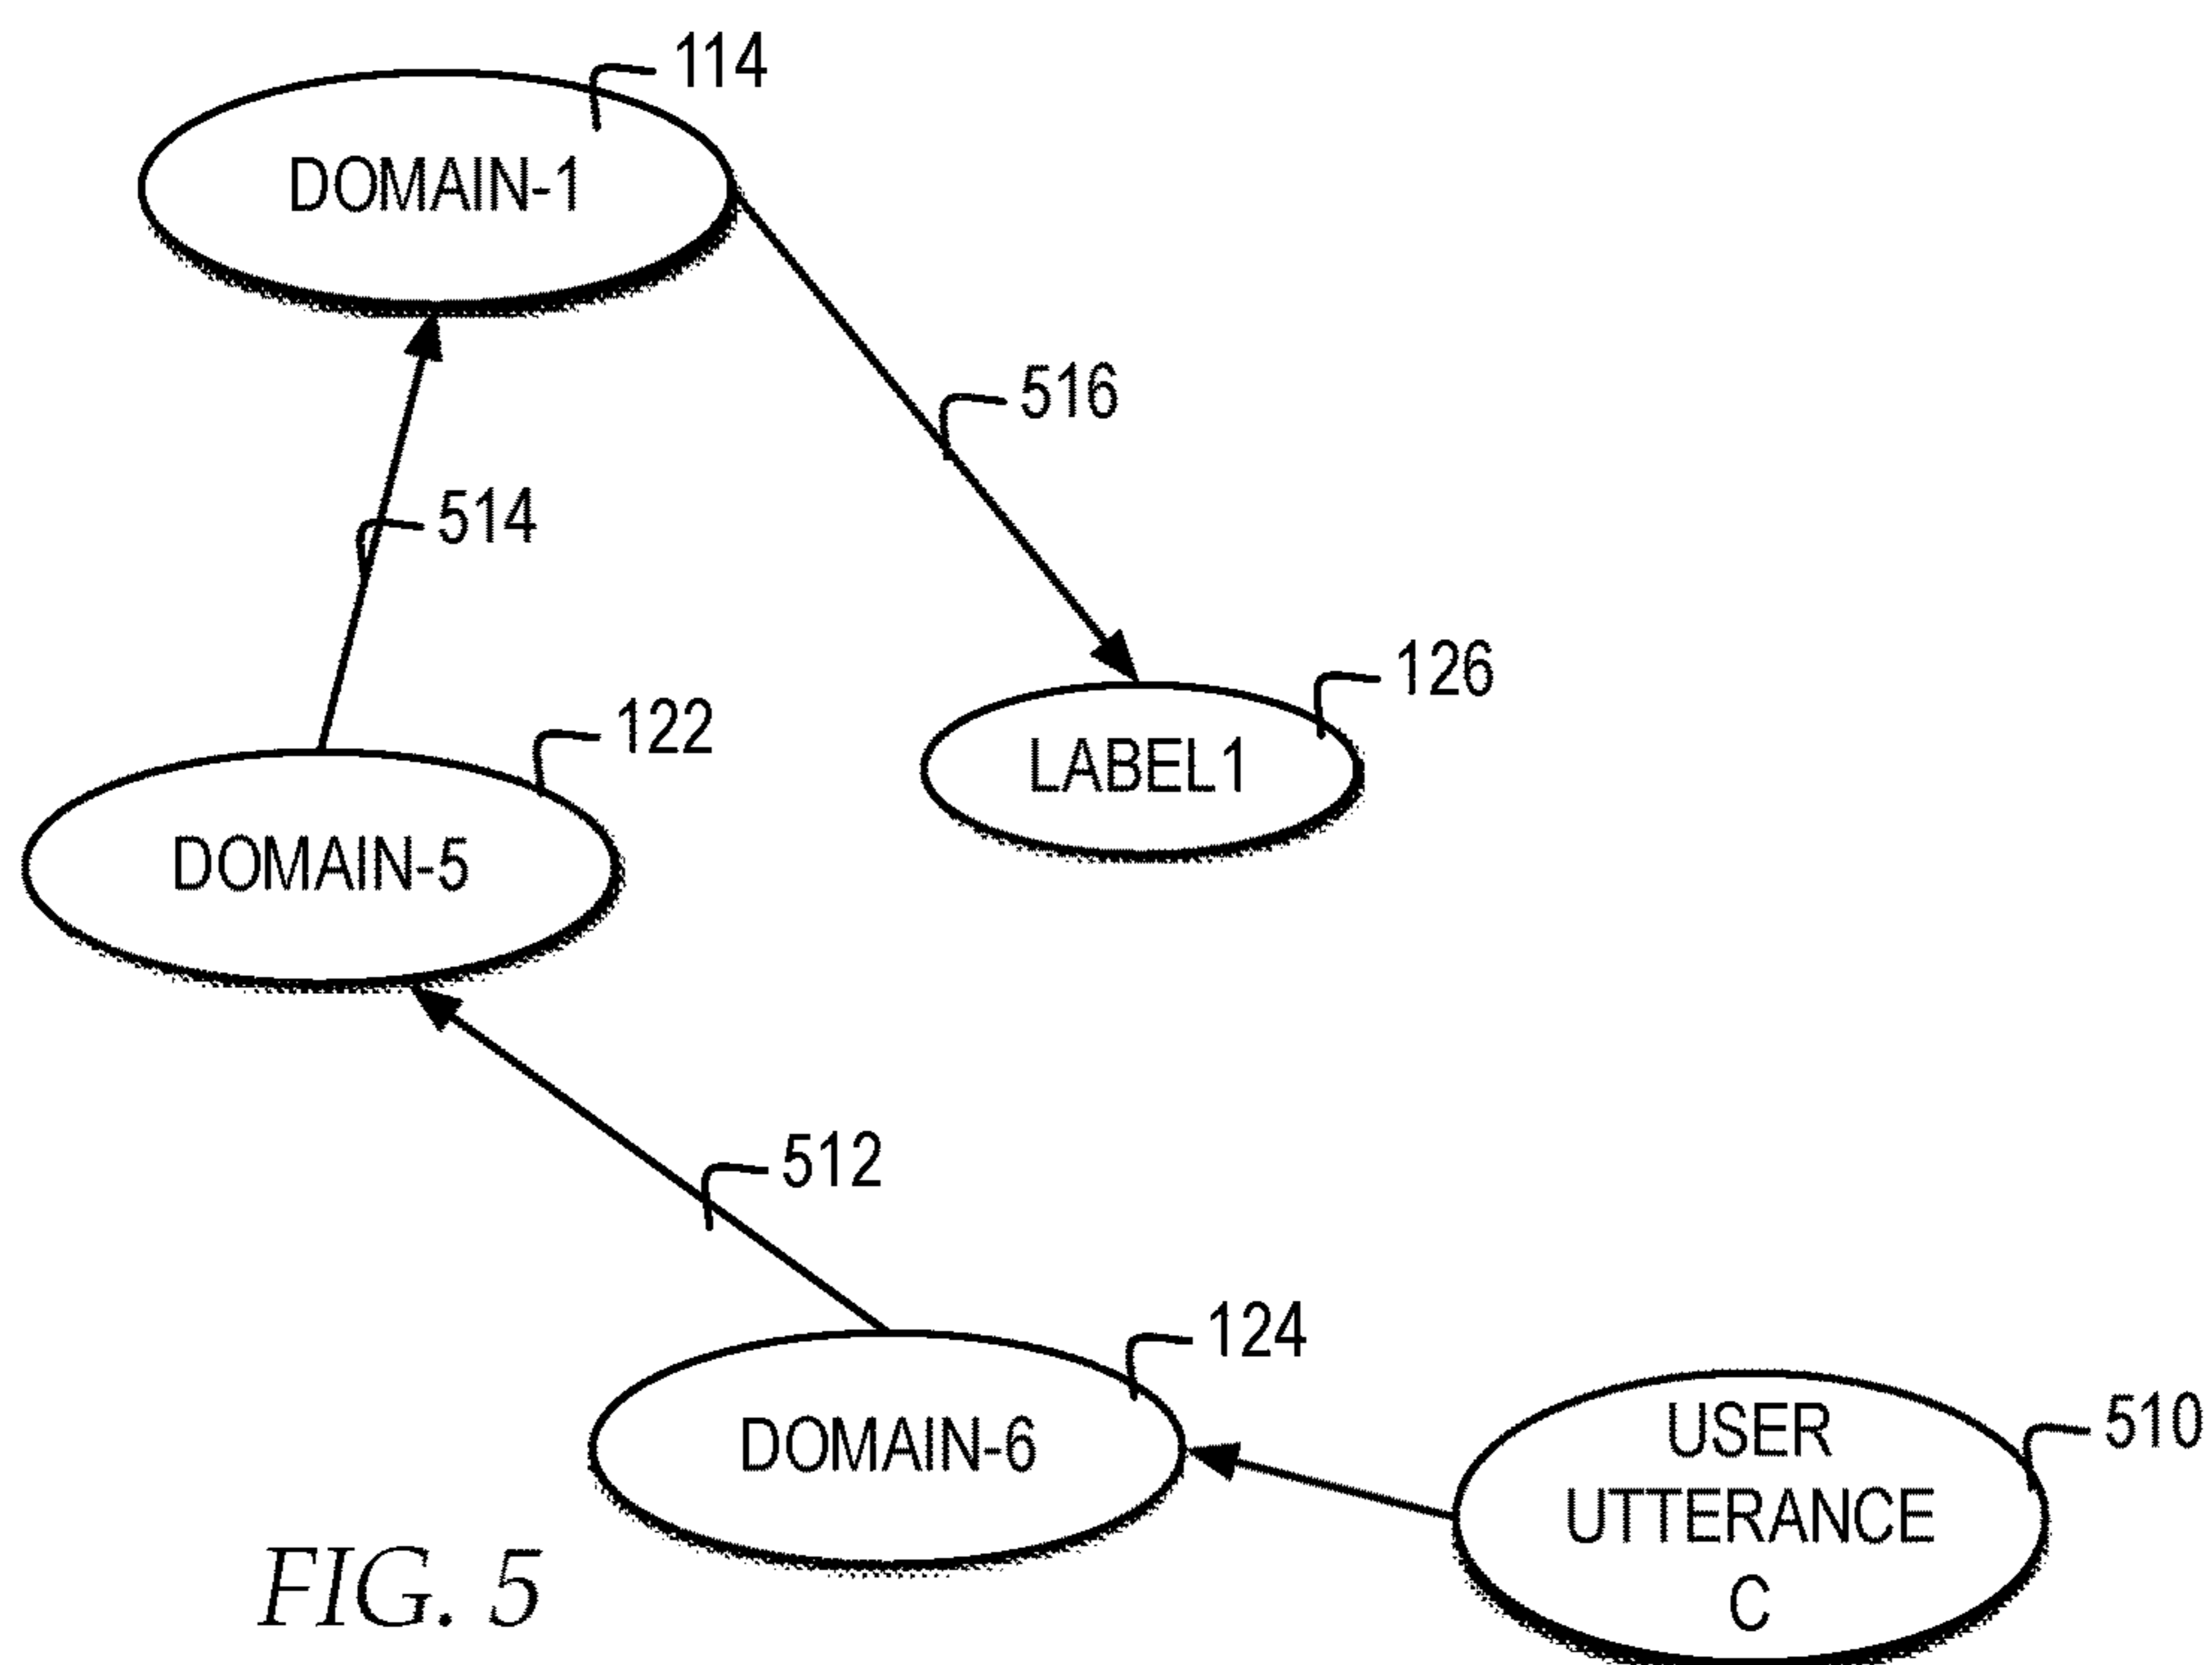 114
DOMAIN-1
516
514
126
122
LABEL1
DOMAIN-5
512
124
510
USER
UTTERANCE
C
DOMAIN-6
FIG. 5